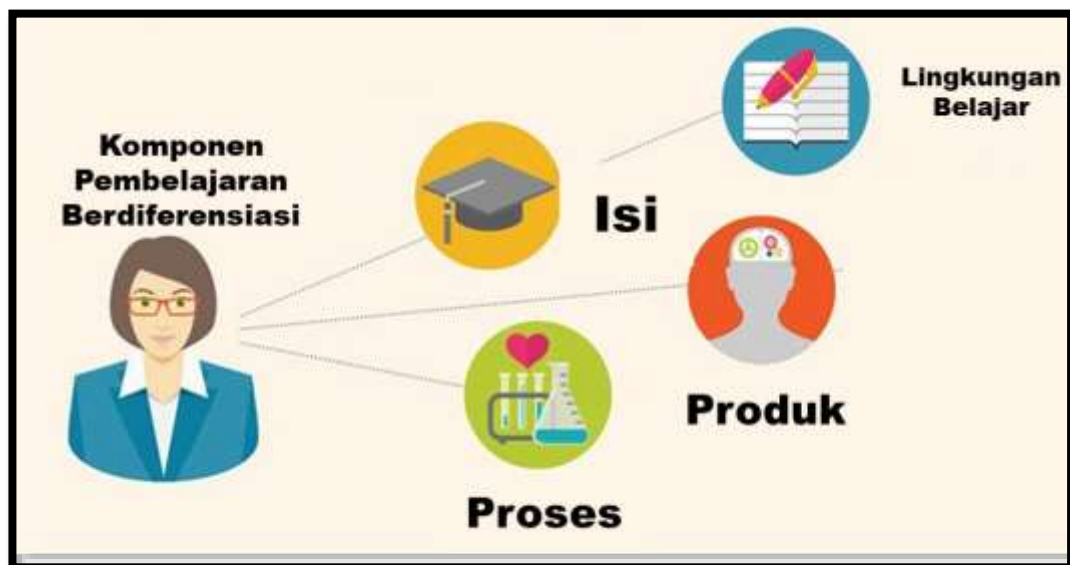 Komponen
Pembelajaran
Berdiferensiasi
Isi
Lingkungan
Belajar
Produk
Proses